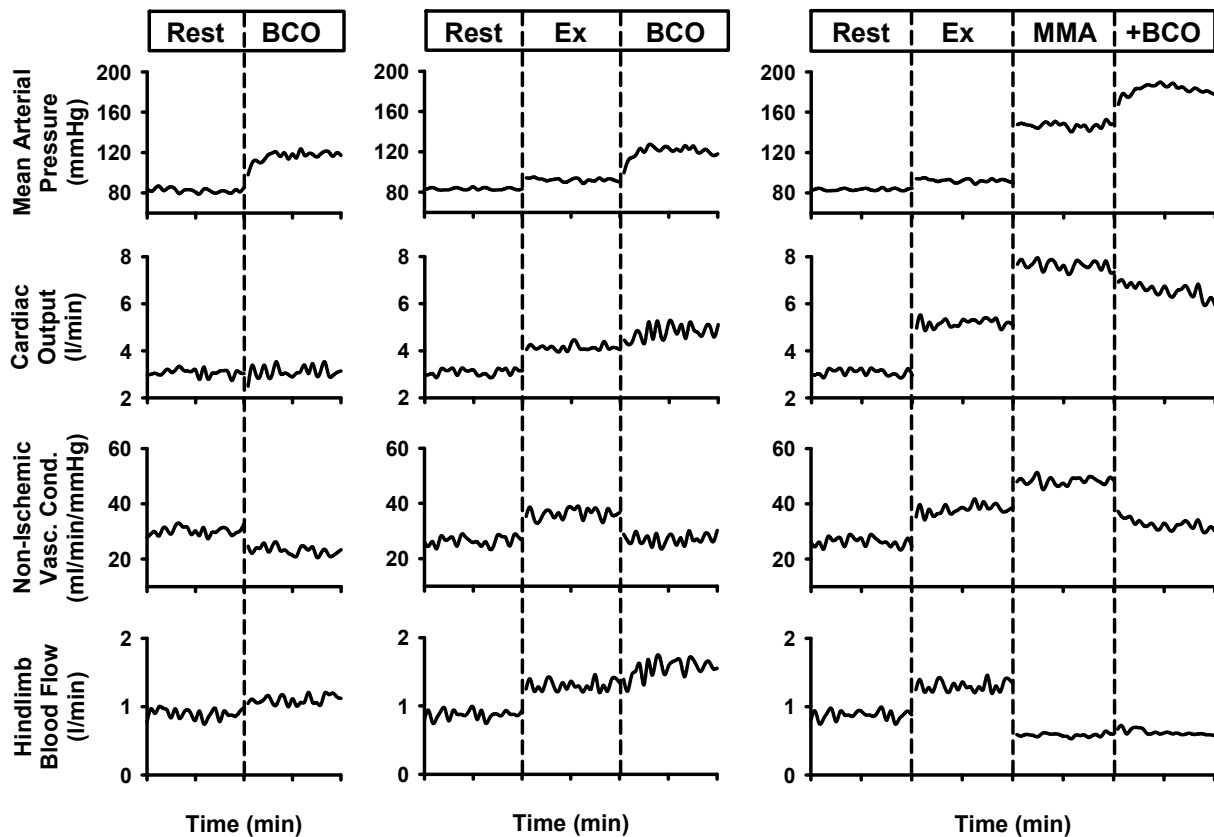 Rest BCO
Rest Ex BCO
Rest Ex MMA +BCO
Mean Arterial
Pressure
(mmHg)
200
160
120
80
200
160
120
80
200
160
120
80
Cardiac
Output
(l/min)
8
6
4
2
8
6
4
2
8
6
4
2
Non-Ischemic
Vasc. Cond.
(ml/min/mmHg)
60
40
20
60
40
20
60
40
20
Hindlimb
Blood Flow
(l/min)
2
1
0
2
1
0
2
1
0
Time (min)
Time (min)
Time (min)